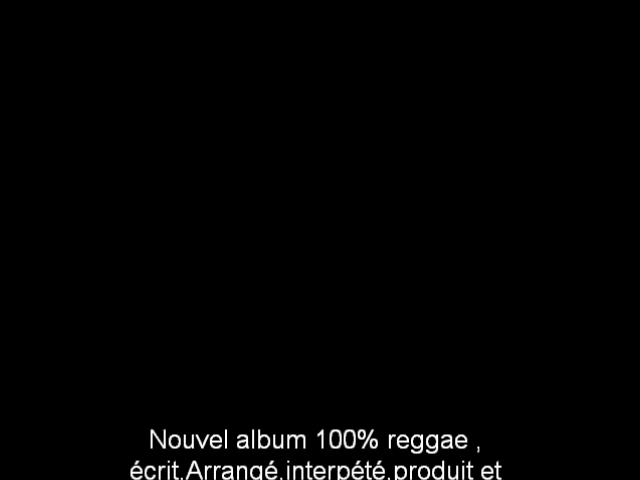 Nouvel album 100% reggae ,
écrit,Arrangé,interpété,produit et